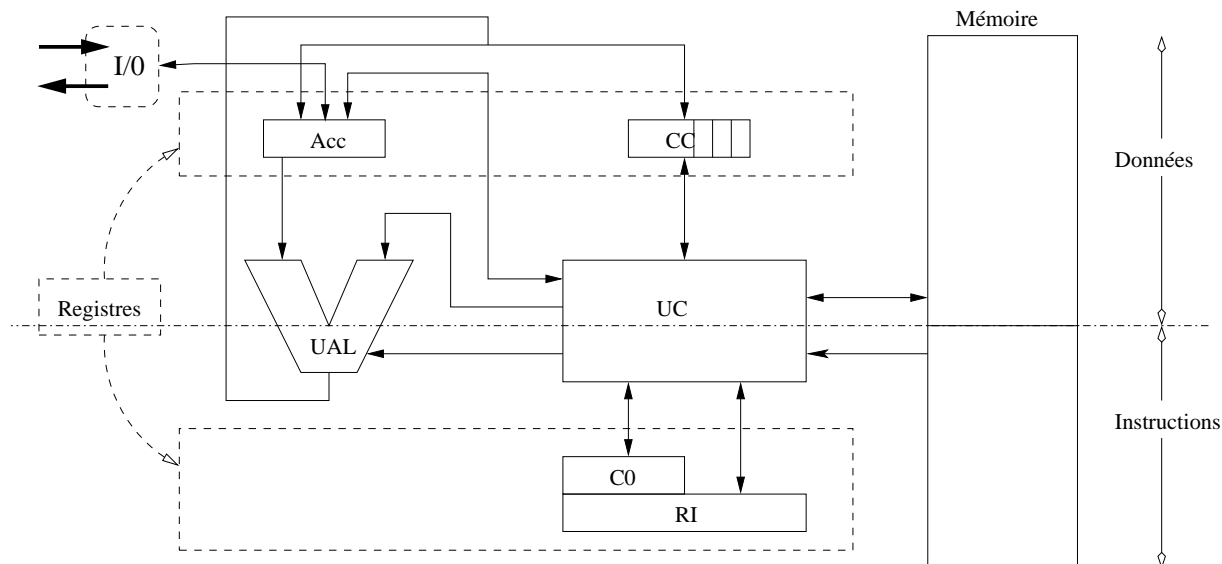 Mémoire
I/0
Acc
CC
Données
Registres
UC
UAL
Instructions
C0
RI